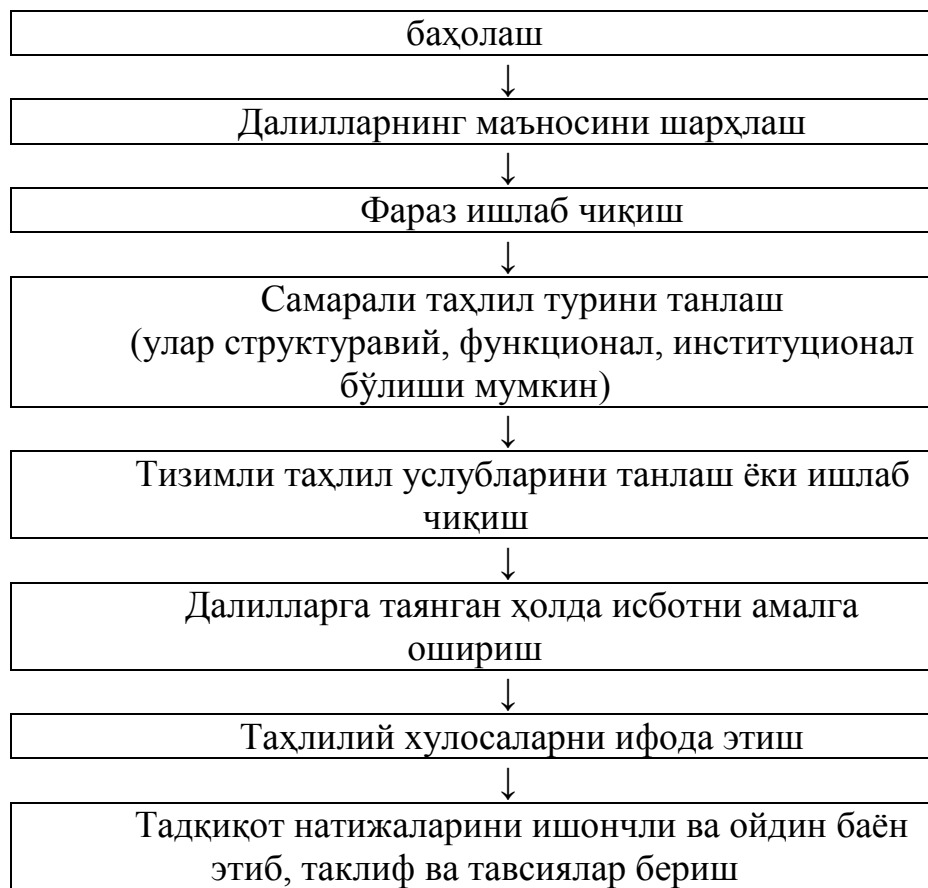 баҳолаш
↓
Далилларнинг маъносини шарҳлаш
↓
Фараз ишлаб чиқиш
↓
Самарали таҳлил турини танлаш
(улар структуравий, функционал, институционал
бўлиши мумкин)
↓
Тизимли таҳлил услубларини танлаш ёки ишлаб
чиқиш
↓
Далилларга таянган ҳолда исботни амалга
ошириш
↓
Таҳлилий хулосаларни ифода этиш
↓
Тадқиқот натижаларини ишончли ва ойдин баён
этиб, таклиф ва тавсиялар бериш